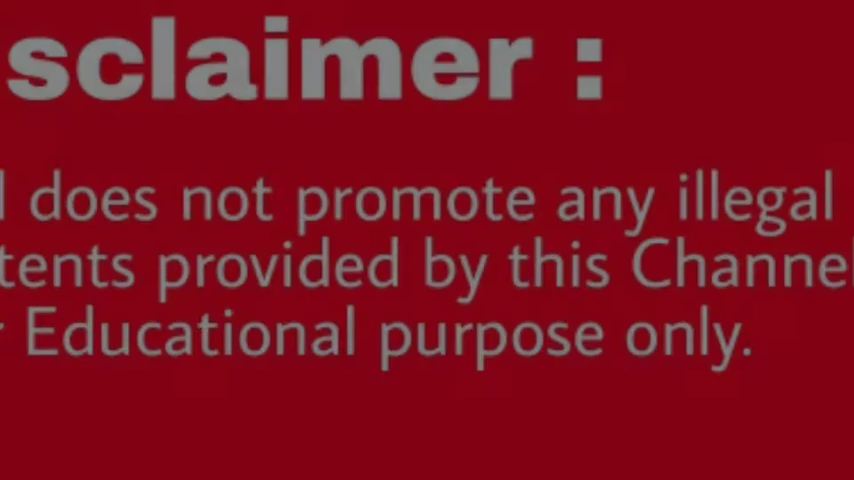 sclaimer :
l does not promote any illegal
tents provided by this Channel
r Educational purpose only.